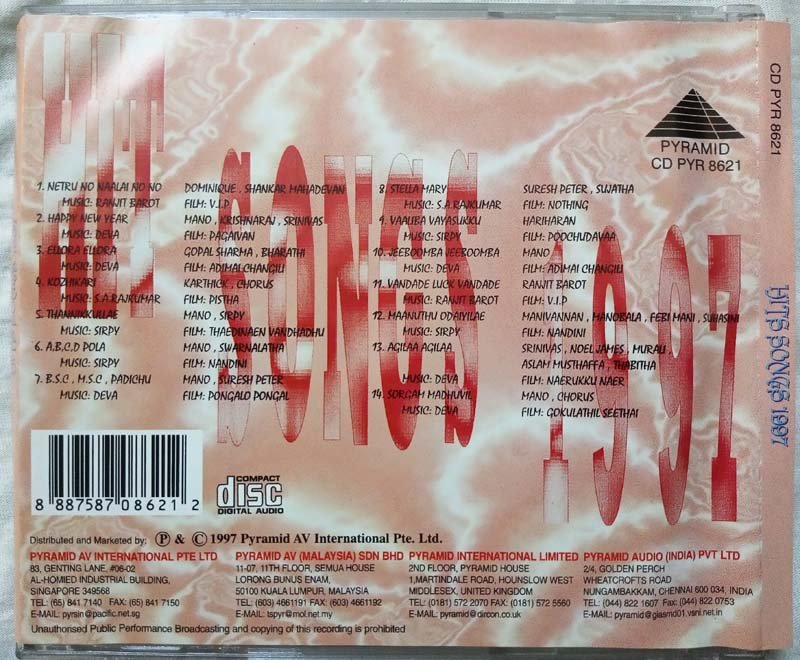 HIT
SONGS
1997
PYRAMID
CD PYR 8621
1. NETRU NO NAALAI NO NO DOMINIQUE, SHANKAR MAHADEVAN
MUSIC: RANJIT BAROT FILM: V.I.P
2. HAPPY NEW YEAR MANO, KRISHNARAJ, SRINIVAS
MUSIC: DEVA FILM: PAGAIVAN
3. ELLORA ELLORA GOPAL SHARMA, BHARATHI
MUSIC: DEVA FILM: ADIMAI CHANGILI
4. KOZHIKARI KARTHICK, CHORUS
MUSIC: S.A.RAJKUMAR FILM: PISTHA
5. THANNIKKULLAE MANO, SIRPY
MUSIC: SIRPY FILM: THAEDINAEN VANDHADHU
6. A.B.C.D POLA MANO, SWARNALATHA
MUSIC: SIRPY FILM: NANDINI
7. B.S.C, M.S.C, PADICHU MANO, SURESH PETER
MUSIC: DEVA FILM: PONGALO PONGAL
8. STELLA MARY SURESH PETER, SUJATHA
MUSIC: S.A.RAJKUMAR FILM: NOTHING
9. VAALIBA VAYASUKKU HARIHARAN
MUSIC: SIRPY FILM: POOCHUDAVAA
10. JEEBOOMBA JEEBOOMBA MANO
MUSIC: DEVA FILM: ADIMAI CHANGILI
11. VANDADE LUCK VANDADE RANJIT BAROT
MUSIC: RANJIT BAROT FILM: V.I.P
12. MAANUTHU ODAIYILAE MANIVANNAN, MANOBALA, FEBI MANI, SUHASINI
MUSIC: SIRPY FILM: NANDINI
13. AGILAA AGILAA SRINIVAS, NOEL JAMES, MURALI,
ASLAM MUSTHAFFA, THABITHA
MUSIC: DEVA FILM: NAERUKKU NAER
14. SORGAM MADHUVIL MANO, CHORUS
MUSIC: DEVA FILM: GOKULATHIL SEETHAI
8 887587 086212
COMPACT
disc
DIGITAL AUDIO
Distributed and Marketed by: Ⓟ & © 1997 Pyramid AV International Pte. Ltd.
PYRAMID AV INTERNATIONAL PTE LTD
83, GENTING LANE, #06-02
AL-HOMIED INDUSTRIAL BUILDING,
SINGAPORE 349568
TEL: (65) 841 7140 FAX: (65) 841 7150
E-MAIL: pyrsin@pacific.net.sg
PYRAMID AV (MALAYSIA) SDN BHD
11-07, 11TH FLOOR, SEMUA HOUSE
LORONG BUNUS ENAM,
50100 KUALA LUMPUR, MALAYSIA
TEL: (603) 4661191 FAX: (603) 4661192
E-MAIL: tspyr@mol.net.my
PYRAMID INTERNATIONAL LIMITED
2ND FLOOR, PYRAMID HOUSE
1,MARTINDALE ROAD, HOUNSLOW WEST
MIDDLESEX, UNITED KINGDOM
TEL: (0181) 572 2070 FAX: (0181) 572 5560
E-MAIL: pyramid@dircon.co.uk
PYRAMID AUDIO (INDIA) PVT LTD
2/4, GOLDEN PERCH
WHEATCROFTS ROAD
NUNGAMBAKKAM, CHENNAI 600 034, INDIA
TEL: (044) 822 1607 FAX: (044) 822 0753
E-MAIL: pyramid@giasmd01.vsnl.net.in
Unauthorised Public Performance Broadcasting and copying of this recording is prohibited
CD PYR 8621
HITS SONGS 1997